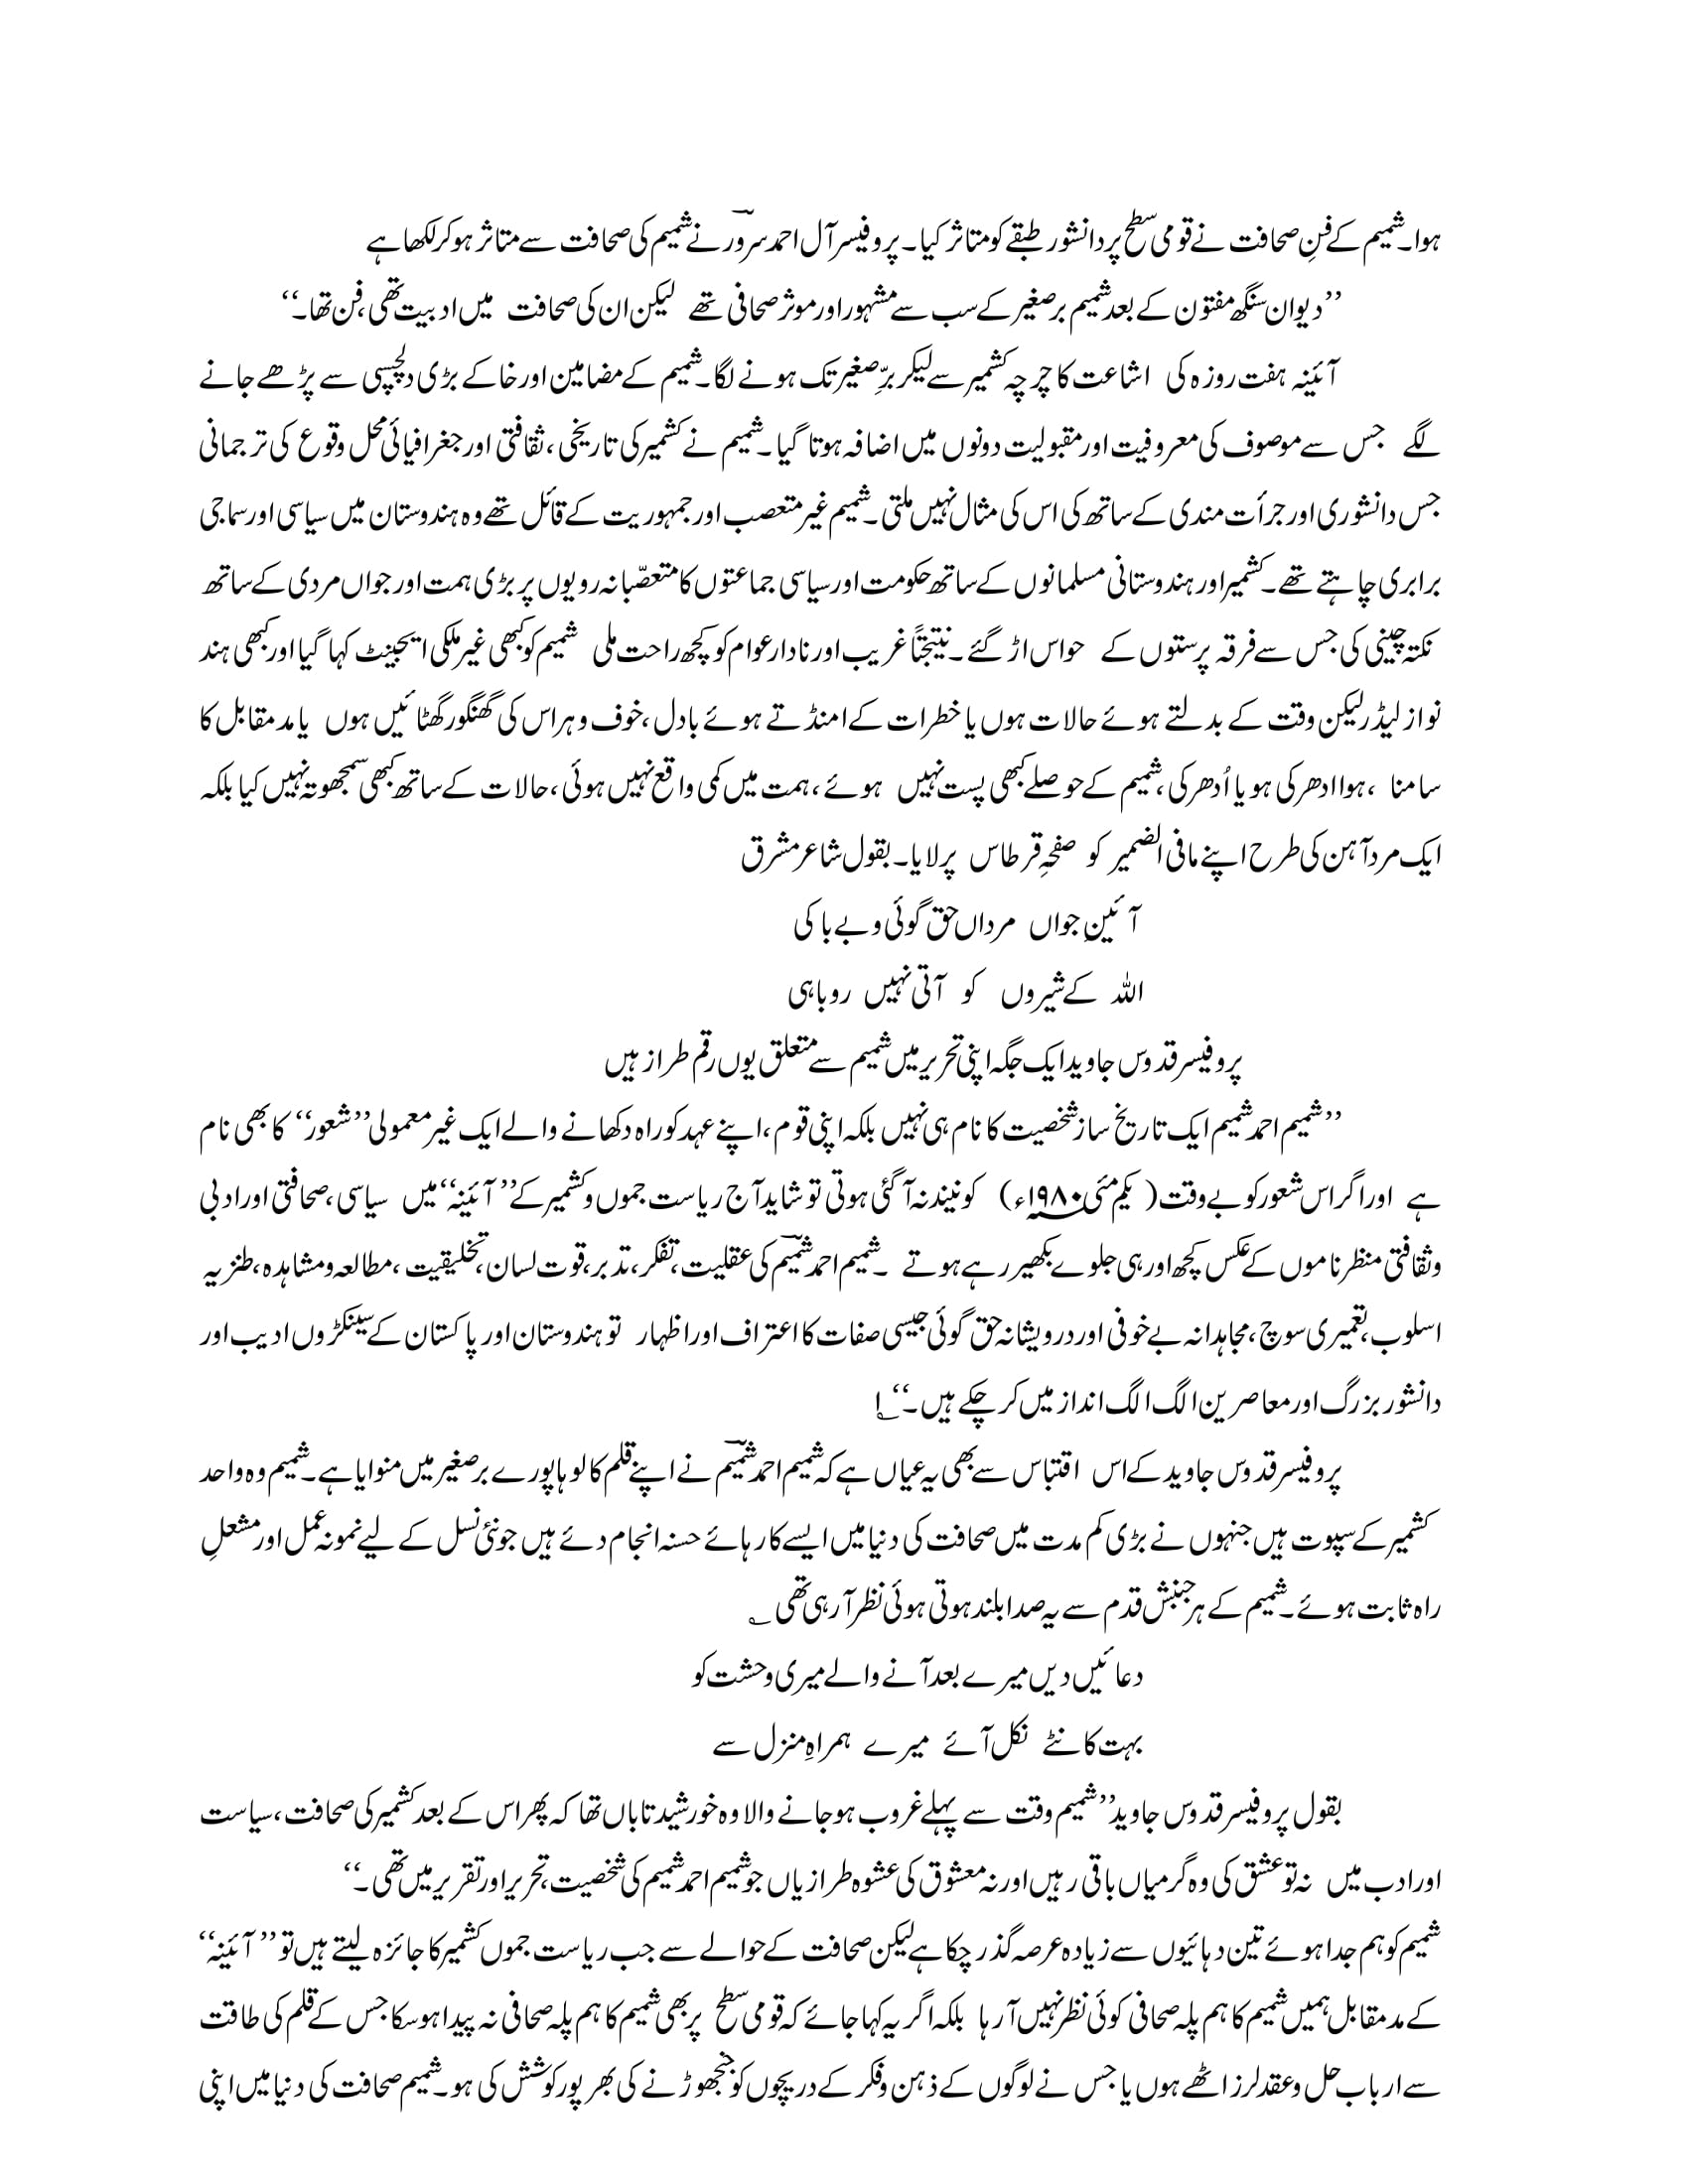 ہوا۔شمیم کے فنِ صحافت نے قومی سطح پر دانشور طبقے کو متاثر کیا۔پروفیسر آل احمد سرورؔ نے شمیم کی صحافت سے متاثر ہوکر لکھا ہے
’’دیوان سنگھ مفتون کے بعد شمیم برصغیر کے سب سے مشہور اور موثر صحافی تھے لیکن ان کی صحافت میں ادبیت تھی ،فن تھا۔‘‘
آئینہ ہفت روزہ کی اشاعت کا چرچہ کشمیر سے لیکر برِّ صغیر تک ہونے لگا۔شمیم کے مضامین اور خاکے بڑی دلچسپی سے پڑھے جانے
لگے جس سے موصوف کی معروفیت اور مقبولیت دونوں میں اضافہ ہوتا گیا۔شمیم نے کشمیر کی تاریخی ،ثقافتی اور جغرافیائی محل وقوع کی ترجمانی
جس دانشوری اور جرأت مندی کے ساتھ کی اس کی مثال نہیں ملتی۔شمیم غیر متعصب اور جمہوریت کے قائل تھے وہ ہندوستان میں سیاسی اور سماجی
برابری چاہتے تھے۔کشمیر اور ہندوستانی مسلمانوں کے ساتھ حکومت اور سیاسی جماعتوں کا متعصّبانہ رویوں پر بڑی ہمت اور جواں مردی کے ساتھ
نکتہ چینی کی جس سے فرقہ پرستوں کے حواس اڑ گئے۔نتیجتاً غریب اور نادار عوام کو کچھ راحت ملی شمیم کو کبھی غیر ملکی ایجینٹ کہا گیا اور کبھی ہند
نواز لیڈر لیکن وقت کے بدلتے ہوئے حالات ہوں یا خطرات کے امنڈتے ہوئے بادل ،خوف وہراس کی گھنگور گھٹائیں ہوں یا مد مقابل کا
سامنا ،ہوا ادھر کی ہو یا اُدھر کی ،شمیم کے حوصلے کبھی پست نہیں ہوئے ،ہمت میں کمی واقع نہیں ہوئی ،حالات کے ساتھ کبھی سمجھوتہ نہیں کیا بلکہ
ایک مرد آہن کی طرح اپنے مافی الضمیر کو صفحۂِ قرطاس پر لایا۔بقول شاعر مشرق
آئینِ جواں مرداں حق گوئی و بے باکی
اللہ کے شیروں کو آتی نہیں روباہی
پروفیسر قدوس جاوید ایک جگہ اپنی تحریر میں شمیم سے متعلق یوں رقم طراز ہیں
’’شمیم احمد شمیم ایک تاریخ ساز شخصیت کا نام ہی نہیں بلکہ اپنی قوم ،اپنے عہد کو راہ دکھانے والے ایک غیر معمولی ’’شعور‘‘ کا بھی نام
ہے اور اگر اس شعور کو بے وقت (یکم مئی ۱۹۸۰ء) کو نیند نہ آگئی ہوتی تو شاید آج ریاست جموں و کشمیر کے ’’آئینہ‘‘ میں سیاسی ،صحافتی اور ادبی
وثقافتی منظرناموں کے عکس کچھ اور ہی جلوے بکھیر رہے ہوتے ۔شمیم احمد شمیمؔ کی عقلیت ،تفکر ،تدبر ،قوت لسان ،تخلیقیت ،مطالعہ و مشاہدہ ،طنزیہ
اسلوب ،تعمیری سوچ ،مجاہدانہ بے خوفی اور درویشانہ حق گوئی جیسی صفات کا اعتراف اور اظہار تو ہندوستان اور پاکستان کے سینکڑوں ادیب اور
دانشور بزرگ اور معاصرین الگ الگ انداز میں کر چکے ہیں۔‘‘ ؂۱
پروفیسر قدوس جاوید کے اس اقتباس سے بھی یہ عیاں ہے کہ شمیم احمد شمیمؔ نے اپنے قلم کا لوہا پورے برصغیر میں منوایا ہے۔شمیم وہ واحد
کشمیر کے سپوت ہیں جنہوں نے بڑی کم مدت میں صحافت کی دنیا میں ایسے کارہائے حسنہ انجام دئے ہیں جو نئی نسل کے لیے نمونہ عمل اور مشعلِ
راہ ثابت ہوئے۔شمیم کے ہر جنبش قدم سے یہ صدا بلند ہوتی ہوئی نظر آرہی تھی ؂
دعائیں دیں میرے بعد آنے والے میری وحشت کو
بہت کانٹے نکل آئے میرے ہمراہِ منزل سے
بقول پروفیسر قدوس جاوید ’’شمیم وقت سے پہلے غروب ہو جانے والا وہ خورشید تاباں تھا کہ پھر اس کے بعد کشمیر کی صحافت ،سیاست
اور ادب میں نہ تو عشق کی وہ گرمیاں باقی رہیں اور نہ معشوق کی عشوہ طرازیاں جو شمیم احمد شمیم کی شخصیت ،تحریر اور تقریر میں تھی۔‘‘
شمیم کو ہم جدا ہوئے تین دہائیوں سے زیادہ عرصہ گذر چکا ہے لیکن صحافت کے حوالے سے جب ریاست جموں کشمیر کا جائزہ لیتے ہیں تو ’’آئینہ‘‘
کے مد مقابل ہمیں شمیم کا ہم پلہ صحافی کوئی نظر نہیں آرہا بلکہ اگر یہ کہا جائے کہ قومی سطح پر بھی شمیم کا ہم پلہ صحافی نہ پیدا ہوسکا جس کے قلم کی طاقت
سے ارباب حل و عقد لرز اٹھے ہوں یا جس نے لوگوں کے ذہن و فکر کے دریچوں کو جنجھوڑنے کی بھر پور کوشش کی ہو۔شمیم صحافت کی دنیا میں اپنی